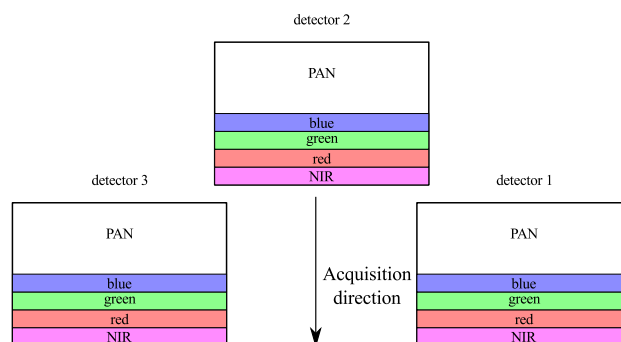 detector 2
PAN
blue
green
red
NIR
detector 3
detector 1
PAN
PAN
blue
blue
green
green
red
red
NIR
NIR
Acquisition
direction